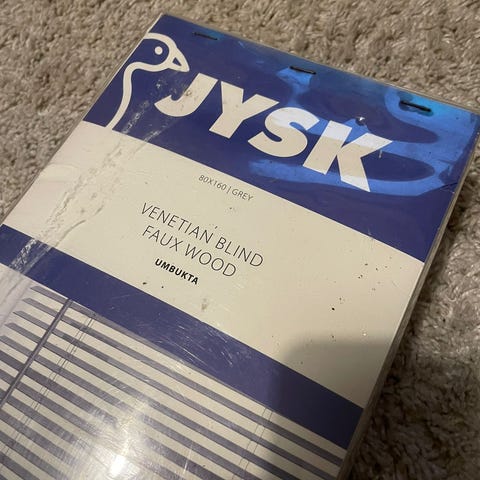 JYSK
80X160 | GREY
VENETIAN BLIND
FAUX WOOD
UMBUKTA